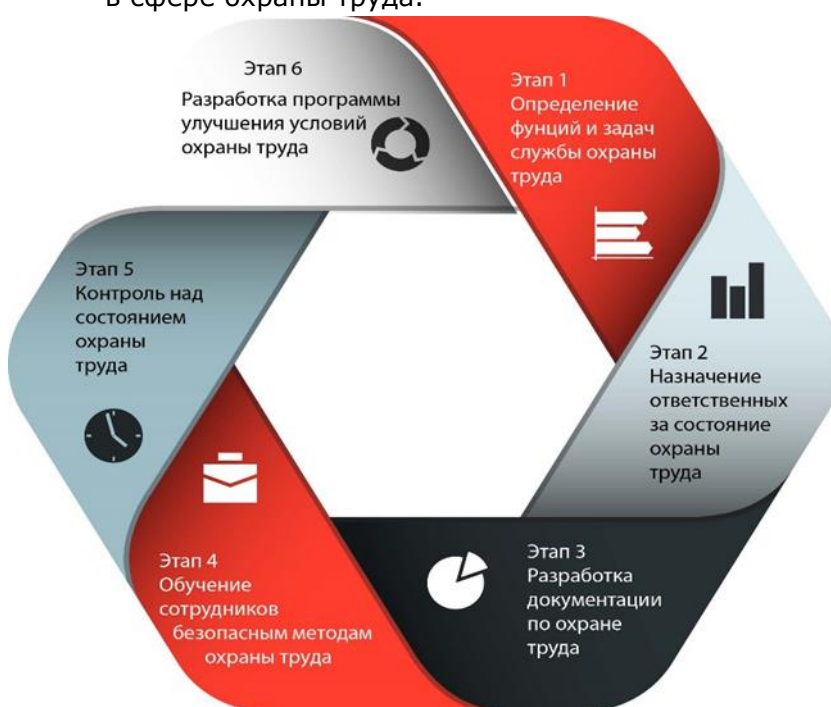 в сфере охраны труда:
Этап 1
Определение
фунций и задач
службы охраны
труда
Этап 2
Назначение
ответственных
за состояние
охраны
труда
Этап 3
Разработка
документации
по охране
труда
Этап 4
Обучение
сотрудников
безопасным методам
охраны труда
Этап 5
Контроль над
состоянием
охраны
труда
Этап 6
Разработка программы
улучшения условий
охраны труда